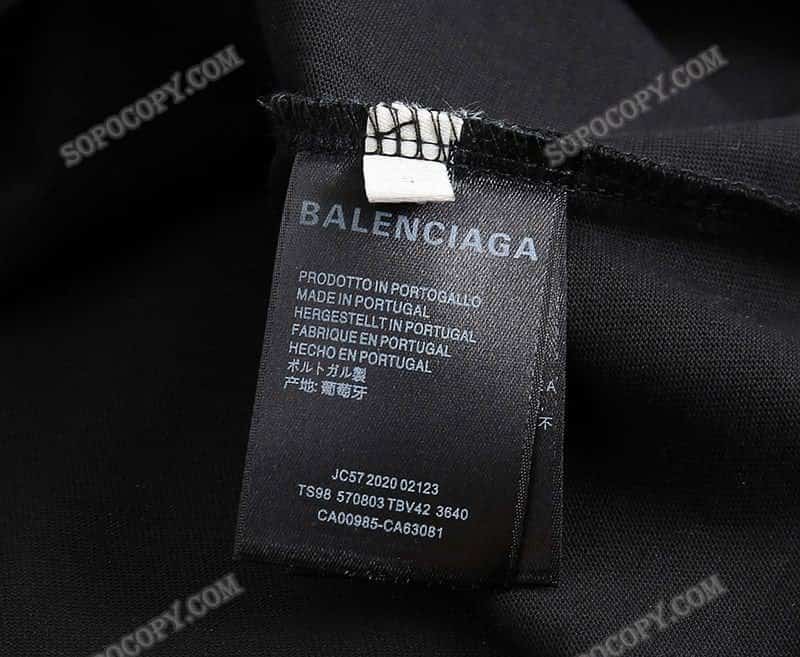 SOPOCOPY.COM
SOPOCOPY.COM
BALENCIAGA
PRODOTTO IN PORTOGALLO
MADE IN PORTUGAL
HERGESTELLT IN PORTUGAL
FABRIQUE EN PORTUGAL
HECHO EN PORTUGAL
ポルトガル製
产地: 葡萄牙
A,
不
JC57 2020 02123
TS98 570803 TBV42 3640
CA00985-CA63081
SOPOCOPY.COM
SOPOCOPY.COM